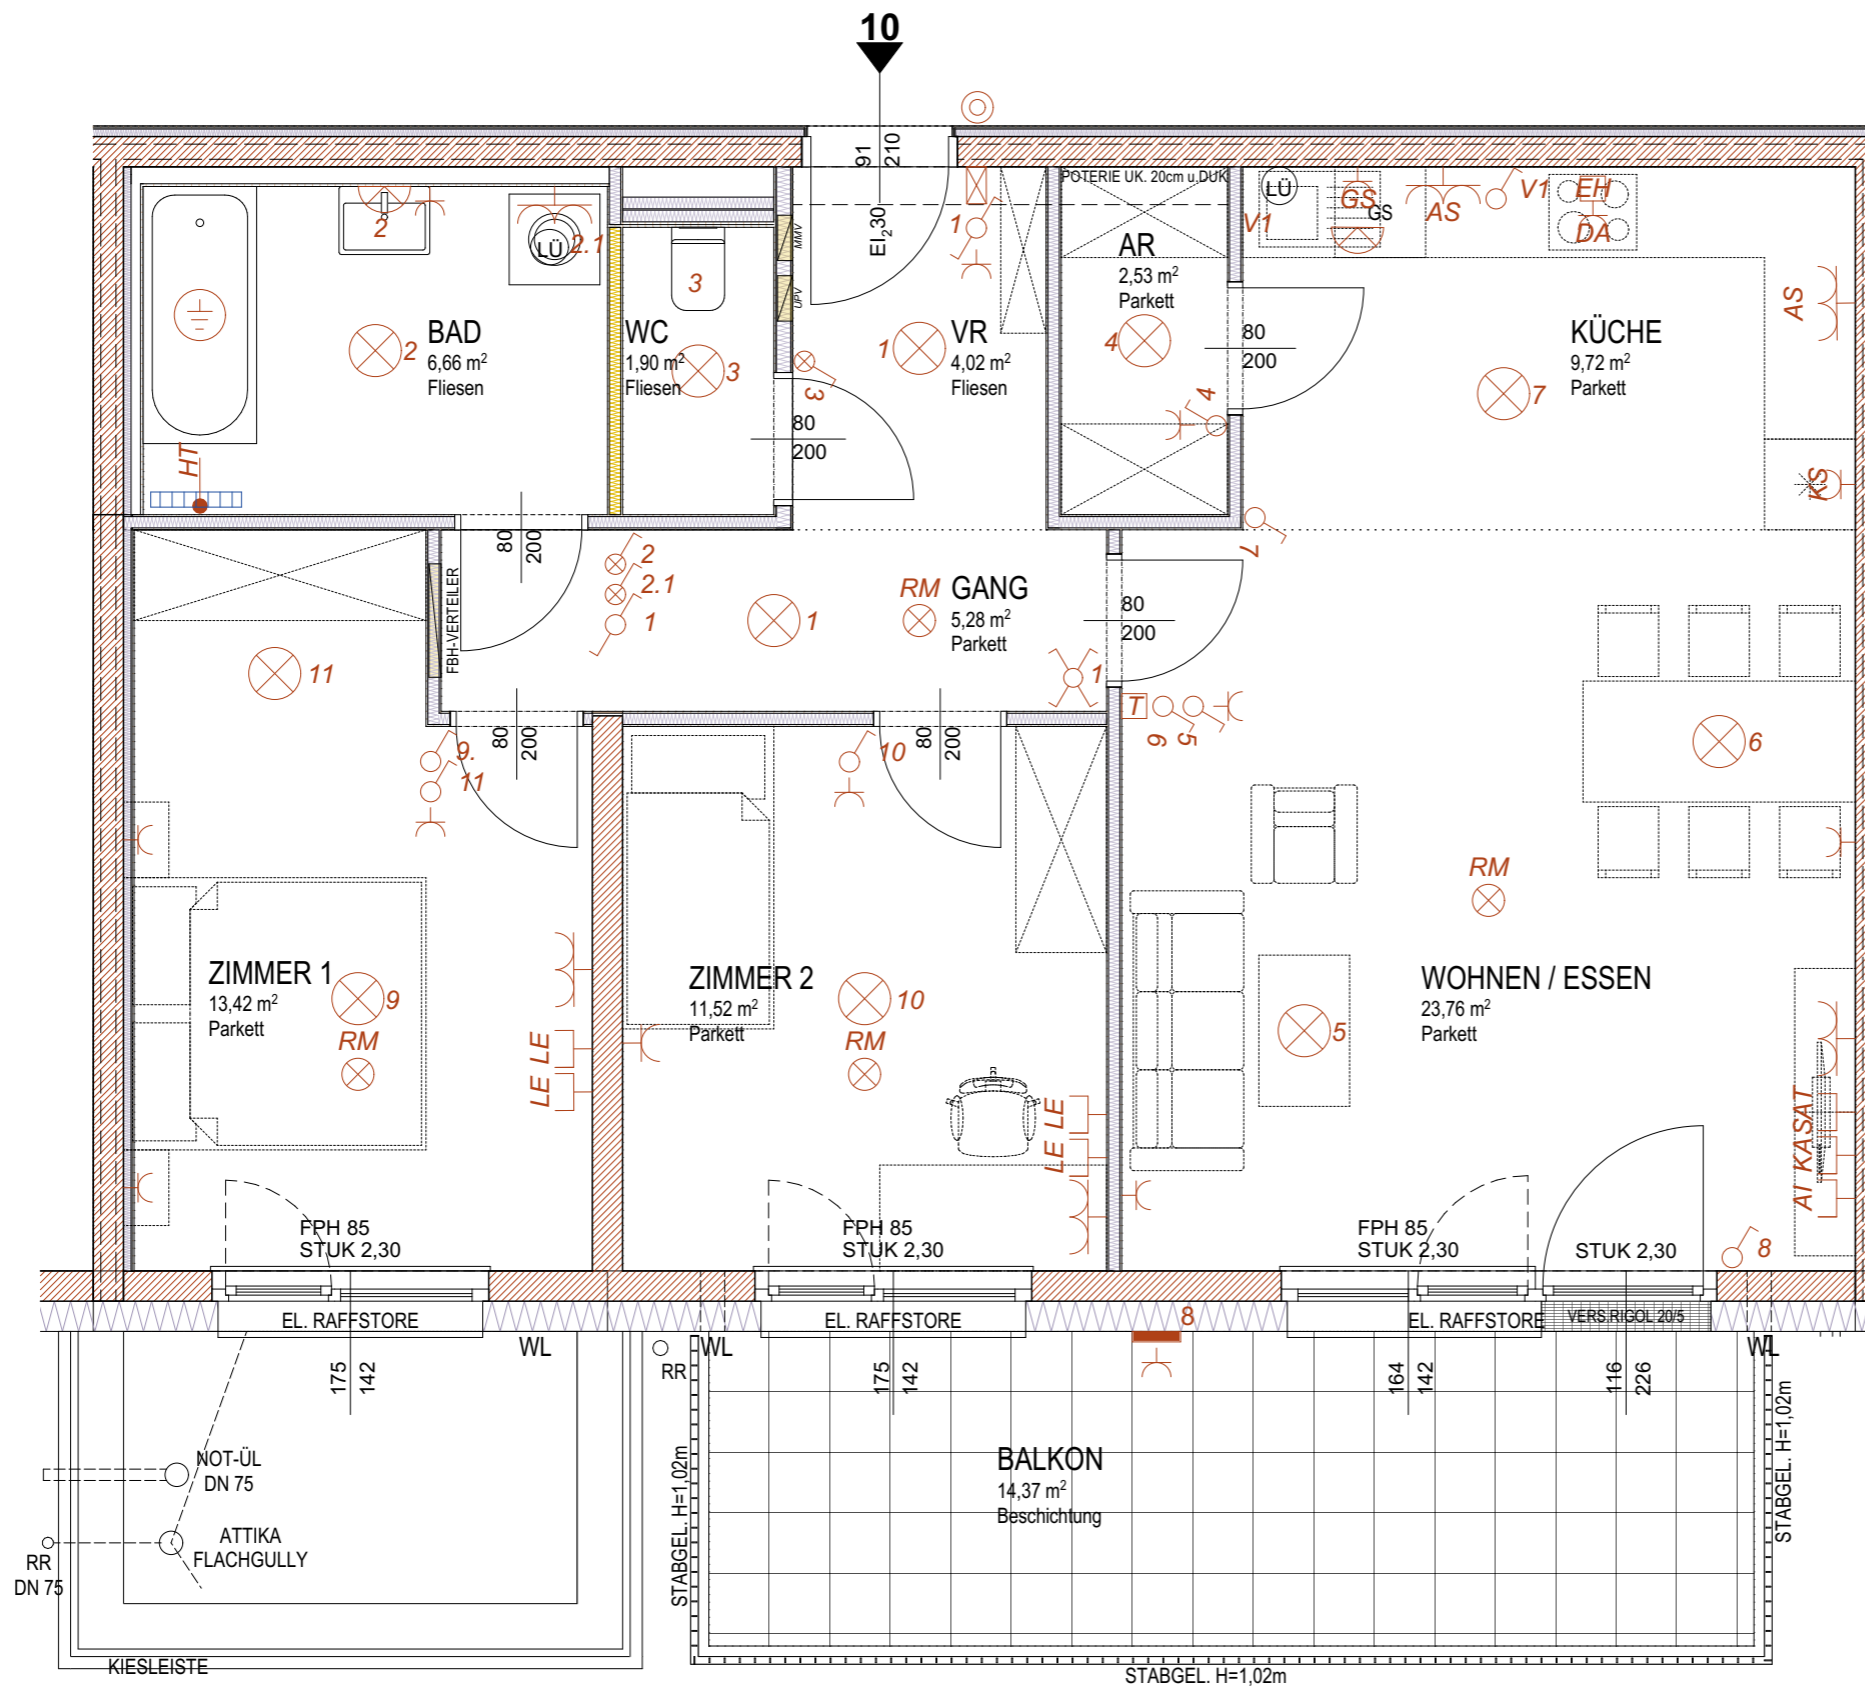 10
91
210
EI₂30
POTERIE UK. 20cm u.DUK
LÜ
V1
GS
GS
AS
V1
EH
DA
2
LÜ
2.1
MMV
UPV
1
AR
2,53 m²
Parkett
3
AS
BAD
6,66 m²
Fliesen
2
WC
1,90 m²
Fliesen
3
1
VR
4,02 m²
Fliesen
4
80
200
KÜCHE
9,72 m²
Parkett
7
3
4
80
200
HT
KS
80
200
7
2
2.1
1
FBH-VERTEILER
1
RM
GANG
5,28 m²
Parkett
80
200
1
11
T
6
5
6
80
200
9.
11
10
80
200
RM
ZIMMER 1
13,42 m²
Parkett
9
RM
ZIMMER 2
11,52 m²
Parkett
10
RM
WOHNEN / ESSEN
23,76 m²
Parkett
5
LE LE
LE LE
AI KASAT
FPH 85
STUK 2,30
FPH 85
STUK 2,30
FPH 85
STUK 2,30
STUK 2,30
8
EL. RAFFSTORE
EL. RAFFSTORE
8
EL. RAFFSTORE
VERS.RIGOL 20/5
WL
RR
WL
WL
175
142
175
142
164
142
116
226
NOT-ÜL
DN 75
ATTIKA
FLACHGULLY
RR
DN 75
KIESLEISTE
STABGEL. H=1,02m
BALKON
14,37 m²
Beschichtung
STABGEL. H=1,02m
STABGEL. H=1,02m